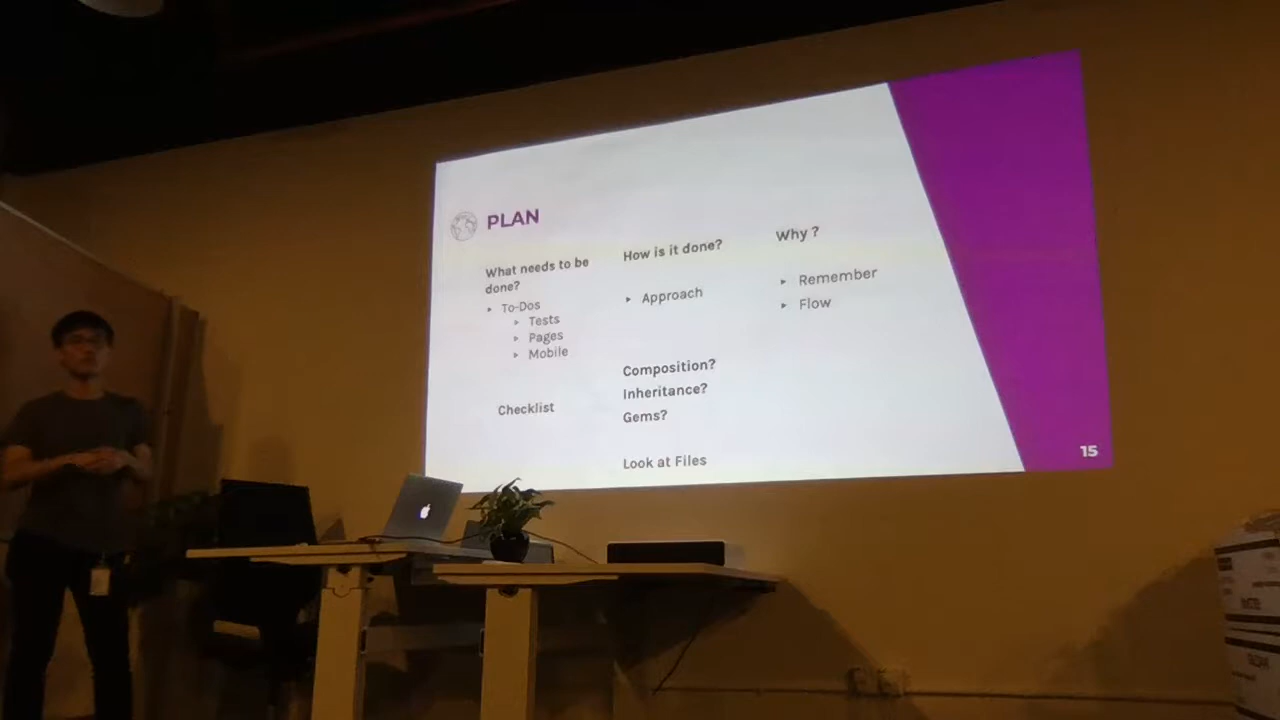 PLAN
What needs to be
done?
To-Dos
Tests
Pages
Mobile
Checklist
How is it done?
Approach
Composition?
Inheritance?
Gems?
Look at Files
Why ?
Remember
Flow
15